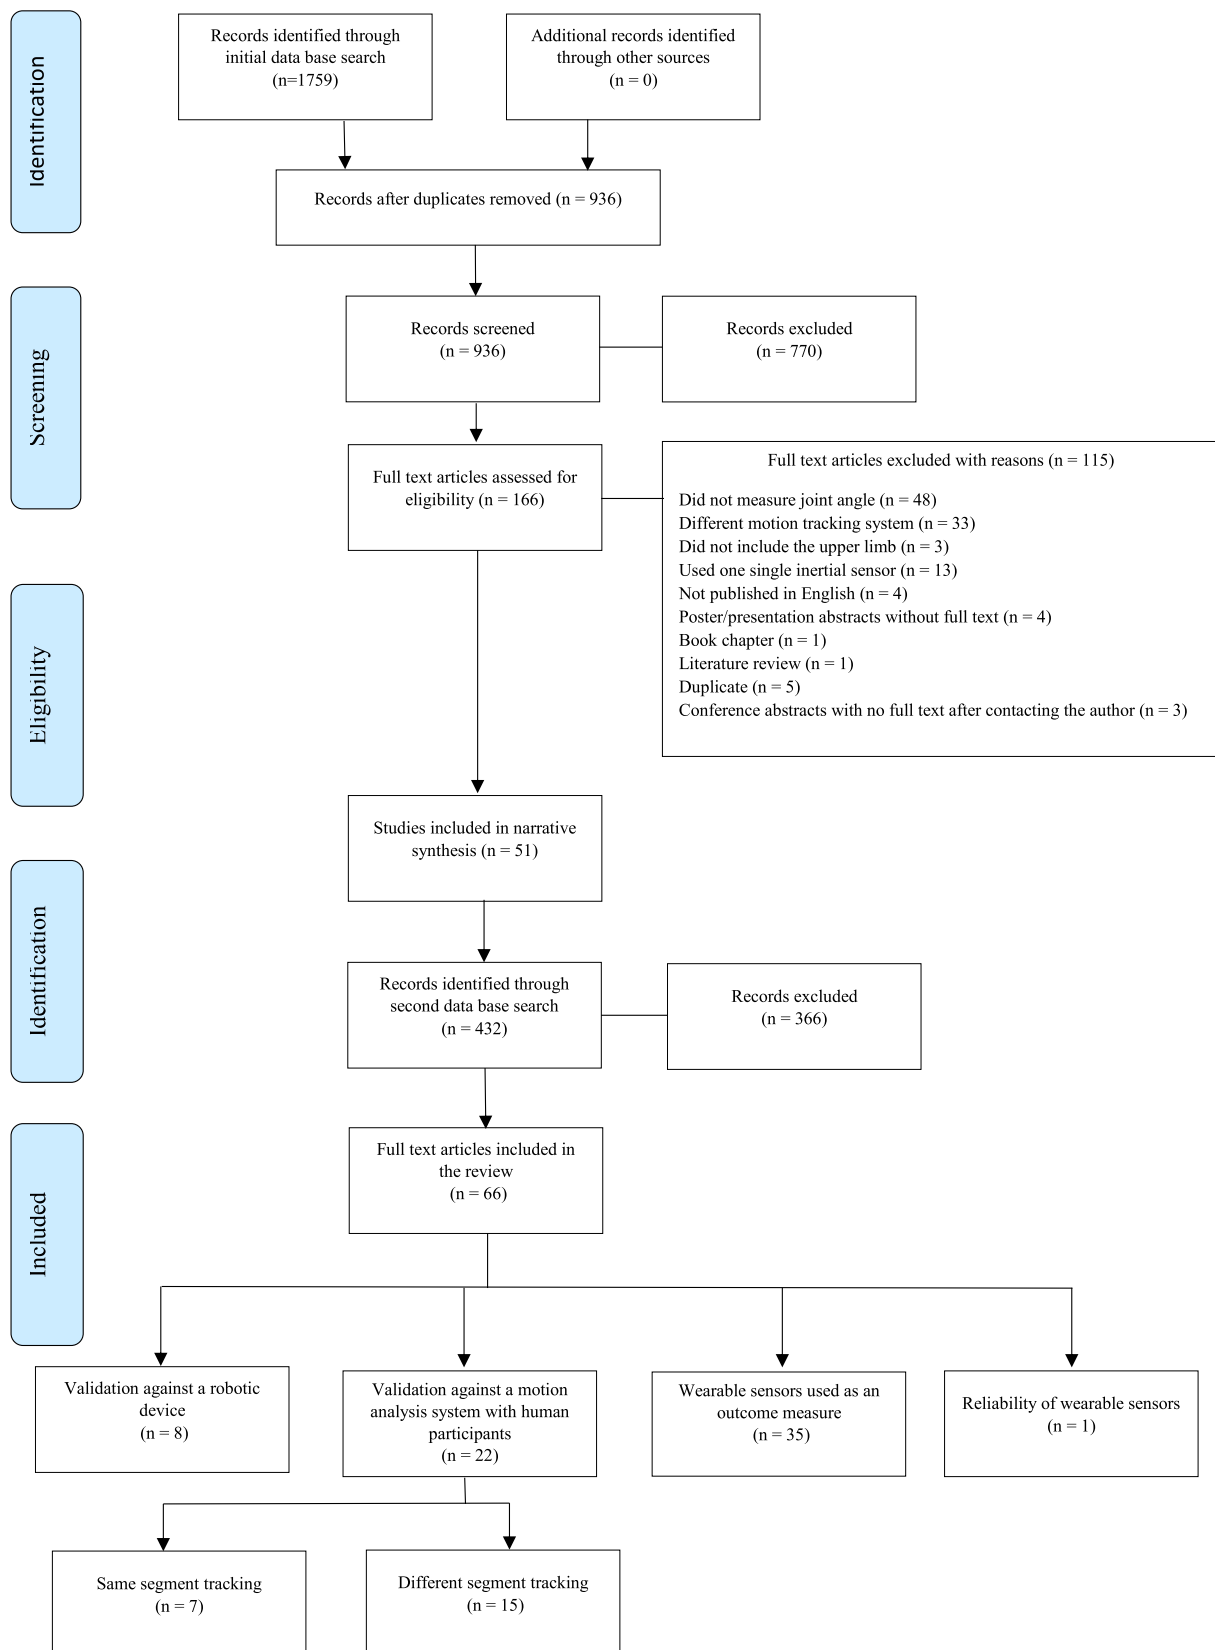 Identification
Records identified through
initial data base search
(n=1759)
Additional records identified
through other sources
(n = 0)
Records after duplicates removed (n = 936)
Screening
Records screened
(n = 936)
Records excluded
(n = 770)
Full text articles assessed for
eligibility (n = 166)
Full text articles excluded with reasons (n = 115)
Did not measure joint angle (n = 48)
Different motion tracking system (n = 33)
Did not include the upper limb (n = 3)
Used one single inertial sensor (n = 13)
Not published in English (n = 4)
Poster/presentation abstracts without full text (n = 4)
Book chapter (n = 1)
Literature review (n = 1)
Duplicate (n = 5)
Conference abstracts with no full text after contacting the author (n = 3)
Eligibility
Studies included in narrative
synthesis (n = 51)
Identification
Records identified through
second data base search
(n = 432)
Records excluded
(n = 366)
Included
Full text articles included in
the review
(n = 66)
Validation against a robotic
device
(n = 8)
Validation against a motion
analysis system with human
participants
(n = 22)
Wearable sensors used as an
outcome measure
(n = 35)
Reliability of wearable sensors
(n = 1)
Same segment tracking
(n = 7)
Different segment tracking
(n = 15)